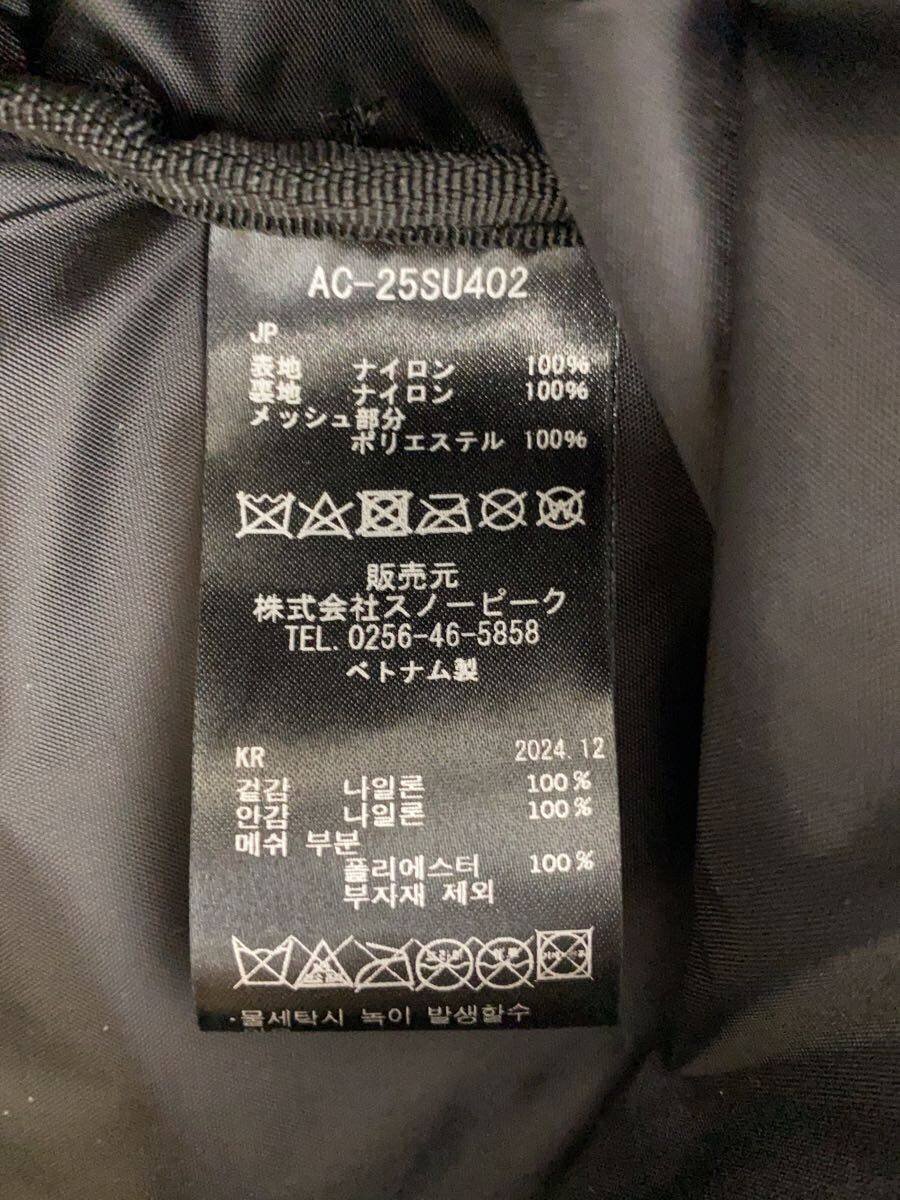 AC-25SU402
JP
表地 ナイロン 100%
裏地 ナイロン 100%
メッシュ部分
ポリエステル 100%
販売元
株式会社スノーピーク
TEL. 0256-46-5858
ベトナム製
KR 2024.12
겉감 나일론 100%
안감 나일론 100%
메쉬 부분
폴리에스터 100%
부자재 제외
·물세탁시 녹이 발생할수